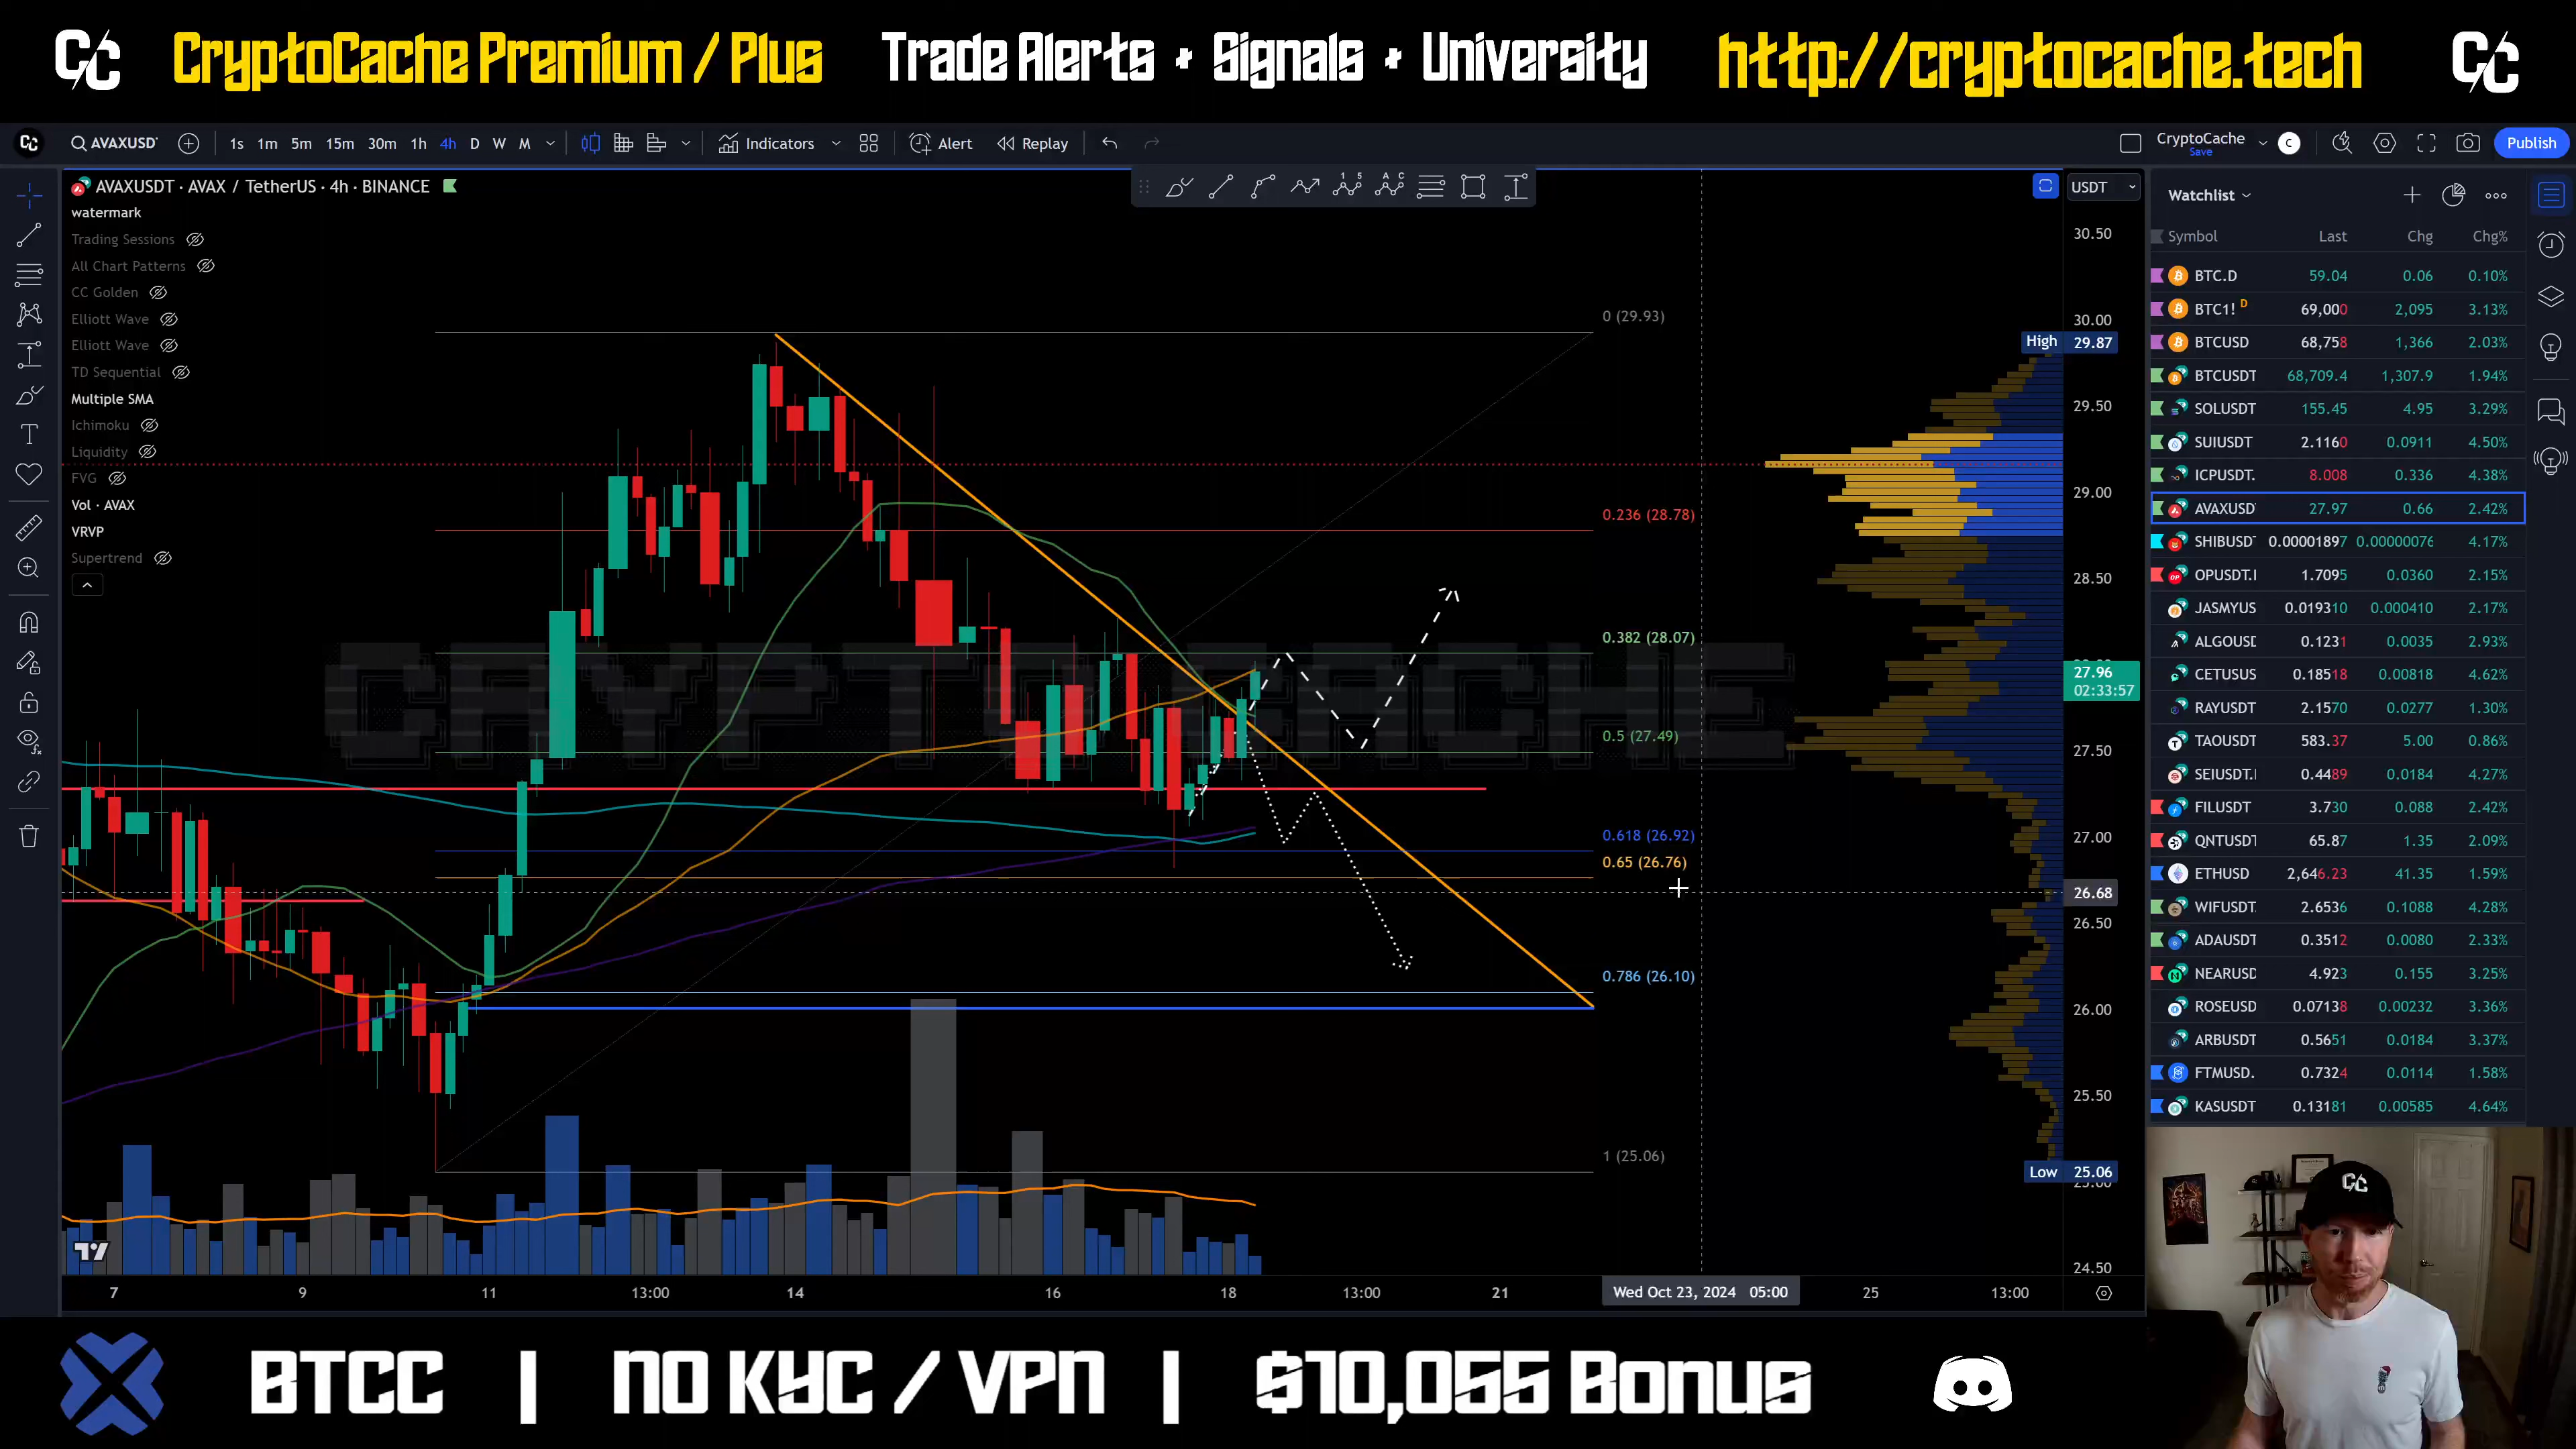 CC CryptoCache Premium / Plus Trade Alerts + Signals + University http://cryptocache.tech CC
CC AVAXUSD 1s 1m 5m 15m 30m 1h 4h D W M Indicators Alert Replay CryptoCache C Publish
Save
AVAXUSDT · AVAX / TetherUS · 4h · BINANCE
USDT
watermark
Trading Sessions
All Chart Patterns
CC Golden
Elliott Wave
Elliott Wave
TD Sequential
Multiple SMA
Ichimoku
Liquidity
FVG
Vol · AVAX
VRVP
Supertrend
CRYPTOCACHE
0 (29.93)
0.236 (28.78)
0.382 (28.07)
0.5 (27.49)
0.618 (26.92)
0.65 (26.76)
0.786 (26.10)
1 (25.06)
30.50
30.00
High 29.87
29.50
29.00
28.50
27.96
02:33:57
27.50
27.00
26.68
26.50
26.00
25.50
Low 25.06
25.00
24.50
7 9 11 13:00 14 16 18 13:00 21 Wed Oct 23, 2024 05:00 25 13:00
Watchlist
Symbol Last Chg Chg%
BTC.D 59.04 0.06 0.10%
BTC1! D 69,000 2,095 3.13%
BTCUSD 68,758 1,366 2.03%
BTCUSDT 68,709.4 1,307.9 1.94%
SOLUSDT 155.45 4.95 3.29%
SUIUSDT 2.1160 0.0911 4.50%
ICPUSDT. 8.008 0.336 4.38%
AVAXUSD 27.97 0.66 2.42%
SHIBUSDT 0.00001897 0.00000076 4.17%
OPUSDT.I 1.7095 0.0360 2.15%
JASMYUS 0.019310 0.000410 2.17%
ALGOUSD 0.1231 0.0035 2.93%
CETUSUS 0.18518 0.00818 4.62%
RAYUSDT 2.1570 0.0277 1.30%
TAOUSDT 583.37 5.00 0.86%
SEIUSDT.I 0.4489 0.0184 4.27%
FILUSDT 3.730 0.088 2.42%
QNTUSDT 65.87 1.35 2.09%
ETHUSD 2,646.23 41.35 1.59%
WIFUSDT. 2.6536 0.1088 4.28%
ADAUSDT 0.3512 0.0080 2.33%
NEARUSD 4.923 0.155 3.25%
ROSEUSD 0.07138 0.00232 3.36%
ARBUSDT 0.5651 0.0184 3.37%
FTMUSD. 0.7324 0.0114 1.58%
KASUSDT 0.13181 0.00585 4.64%
CC
BTCC | NO KYC / VPN | $10,055 Bonus